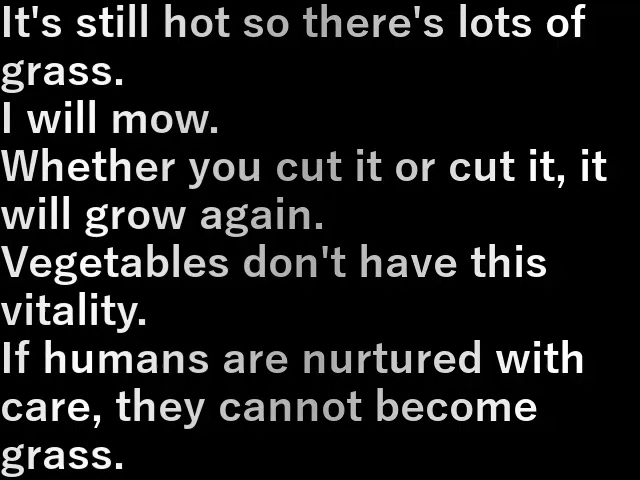 It's still hot so there's lots of
grass.
I will mow.
Whether you cut it or cut it, it
will grow again.
Vegetables don't have this
vitality.
If humans are nurtured with
care, they cannot become
grass.